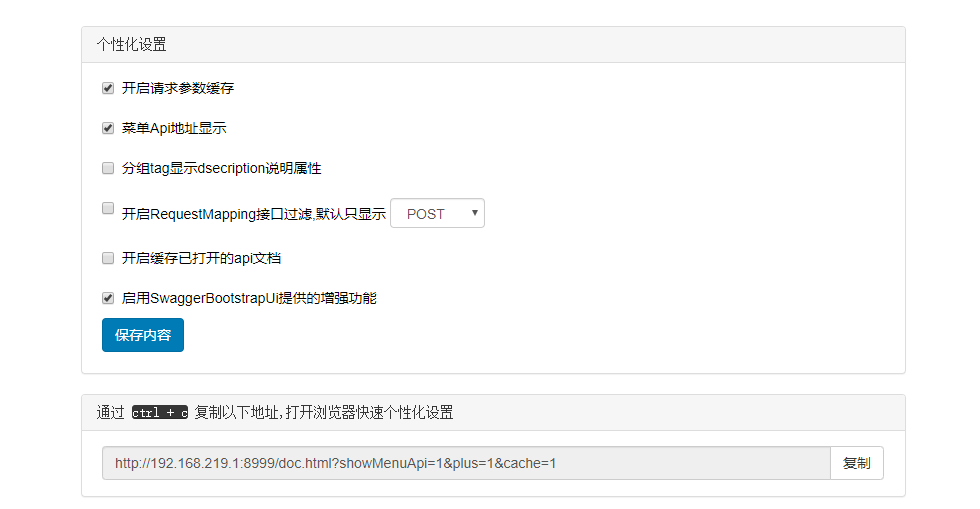 个性化设置
开启请求参数缓存
菜单Api地址显示
分组tag显示dsecription说明属性
开启RequestMapping接口过滤,默认只显示 POST
开启缓存已打开的api文档
启用SwaggerBootstrapUi提供的增强功能
保存内容
通过 ctrl + c 复制以下地址,打开浏览器快速个性化设置
http://192.168.219.1:8999/doc.html?showMenuApi=1&plus=1&cache=1 复制